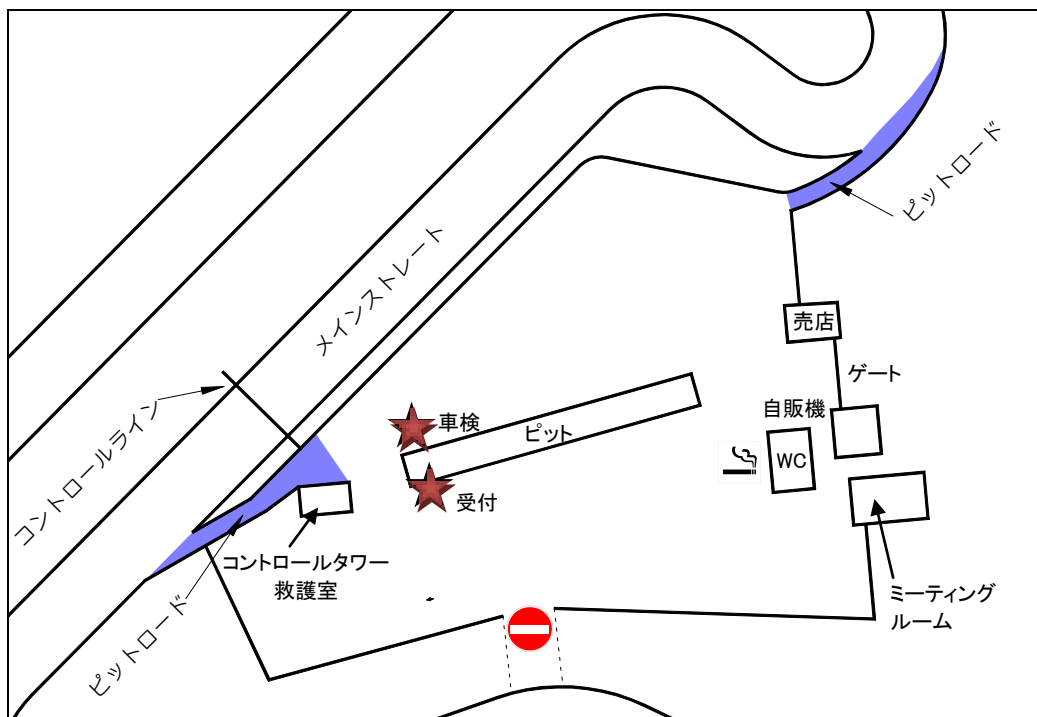 ピットロード
メインストレート
売店
ゲート
コントロールライン
自販機
車検
ピット
WC
受付
コントロールタワー
救護室
ミーティング
ルーム
ピットロード